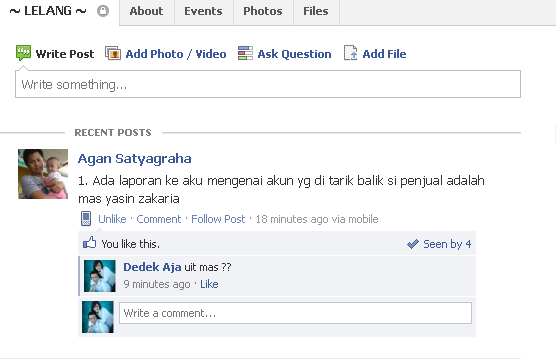 ~ LELANG ~ About Events Photos Files
Write Post Add Photo / Video Ask Question Add File
Write something...
RECENT POSTS
Agan Satyagraha
1. Ada laporan ke aku mengenai akun yg di tarik balik si penjual adalah
mas yasin zakaria
Unlike · Comment · Follow Post · 18 minutes ago via mobile
You like this. Seen by 4
Dedek Aja uit mas ??
9 minutes ago · Like
Write a comment...